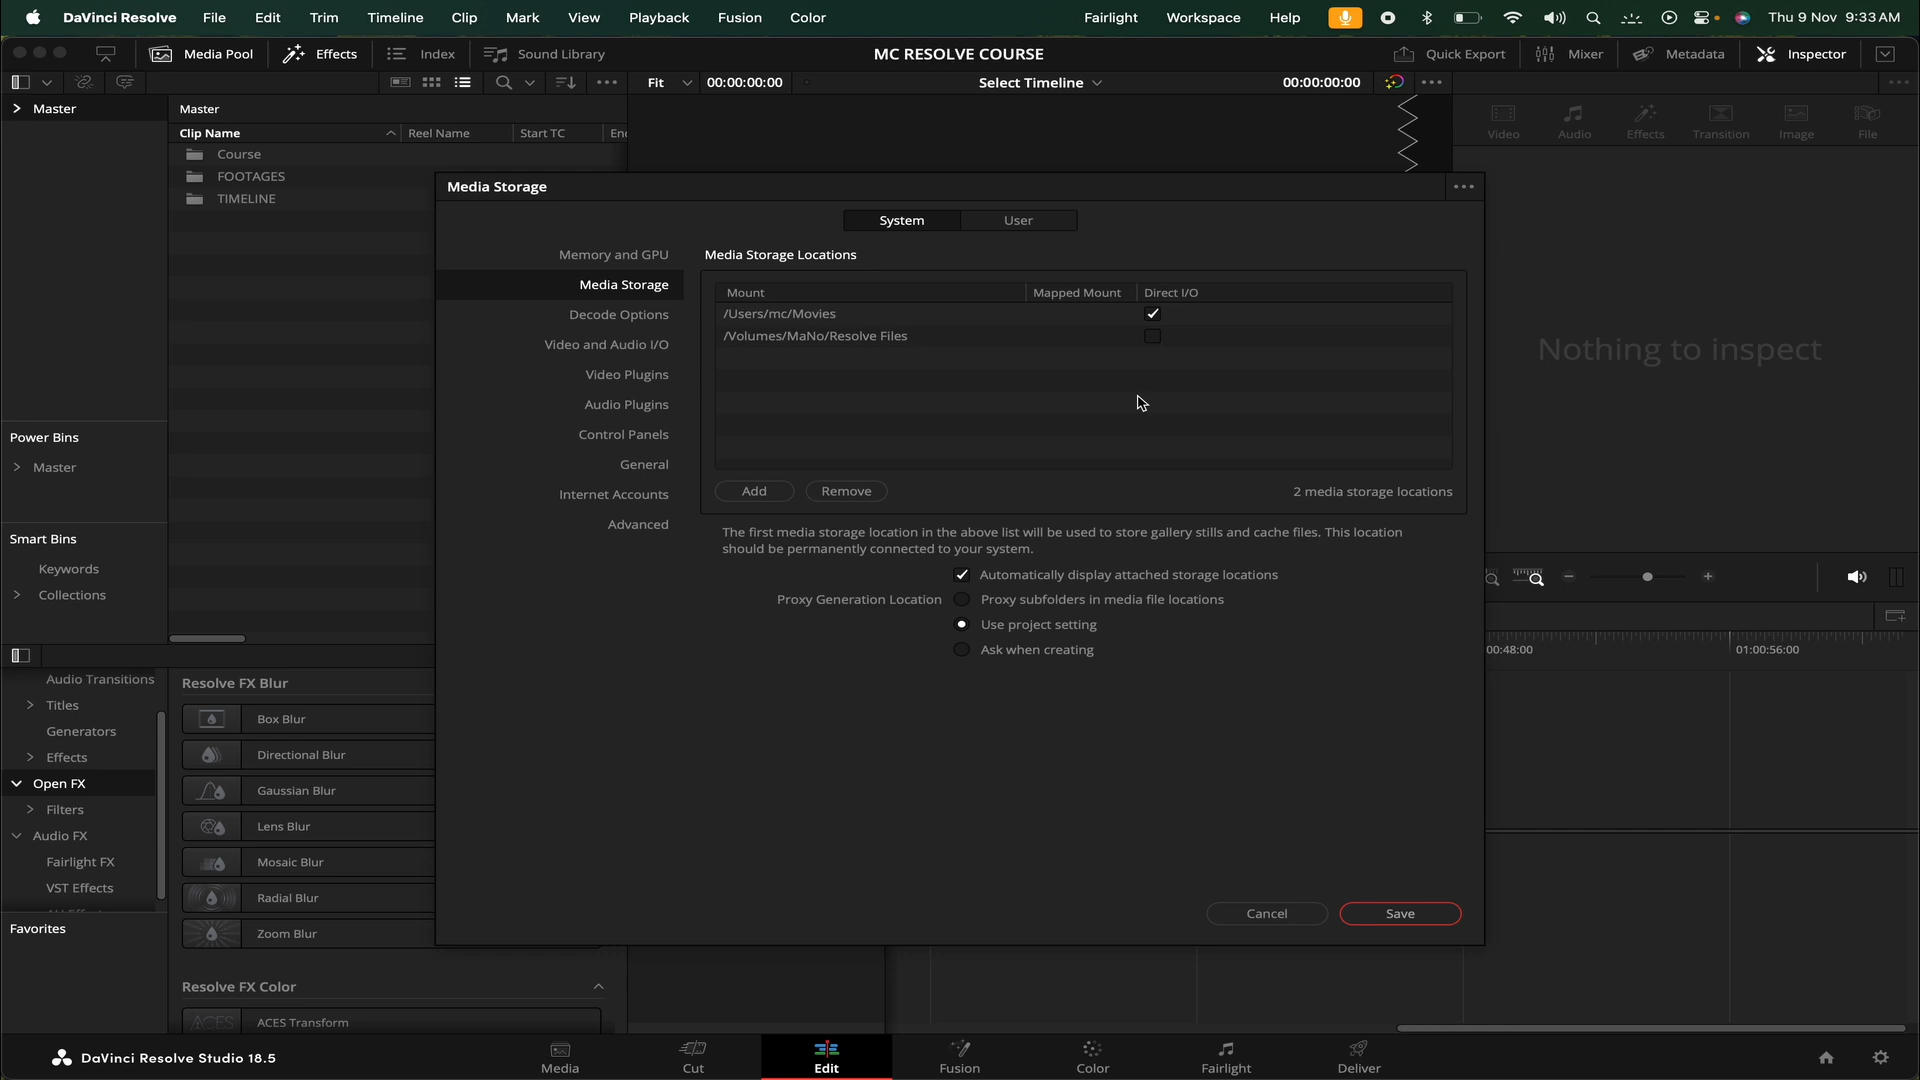 DaVinci Resolve File Edit Trim Timeline Clip Mark View Playback Fusion Color Fairlight Workspace Help Thu 9 Nov 9:33 AM
Media Pool Effects Index Sound Library MC RESOLVE COURSE Quick Export Mixer Metadata Inspector
Fit 00:00:00:00 Select Timeline 00:00:00:00
Master
Master
Clip Name Reel Name Start TC
Course
FOOTAGES
TIMELINE
Video Audio Effects Transition Image File
Nothing to inspect
Media Storage
System User
Memory and GPU
Media Storage
Decode Options
Video and Audio I/O
Video Plugins
Audio Plugins
Control Panels
General
Internet Accounts
Advanced
Media Storage Locations
Mount Mapped Mount Direct I/O
/Users/mc/Movies
/Volumes/MaNo/Resolve Files
Add Remove 2 media storage locations
The first media storage location in the above list will be used to store gallery stills and cache files. This location
should be permanently connected to your system.
Automatically display attached storage locations
Proxy Generation Location Proxy subfolders in media file locations
Use project setting
Ask when creating
Cancel Save
Power Bins
Master
Smart Bins
Keywords
Collections
00:48:00 01:00:56:00
Audio Transitions
Titles
Generators
Effects
Open FX
Filters
Audio FX
Fairlight FX
VST Effects
Favorites
Resolve FX Blur
Box Blur
Directional Blur
Gaussian Blur
Lens Blur
Mosaic Blur
Radial Blur
Zoom Blur
Resolve FX Color
ACES ACES Transform
DaVinci Resolve Studio 18.5
Media Cut Edit Fusion Color Fairlight Deliver